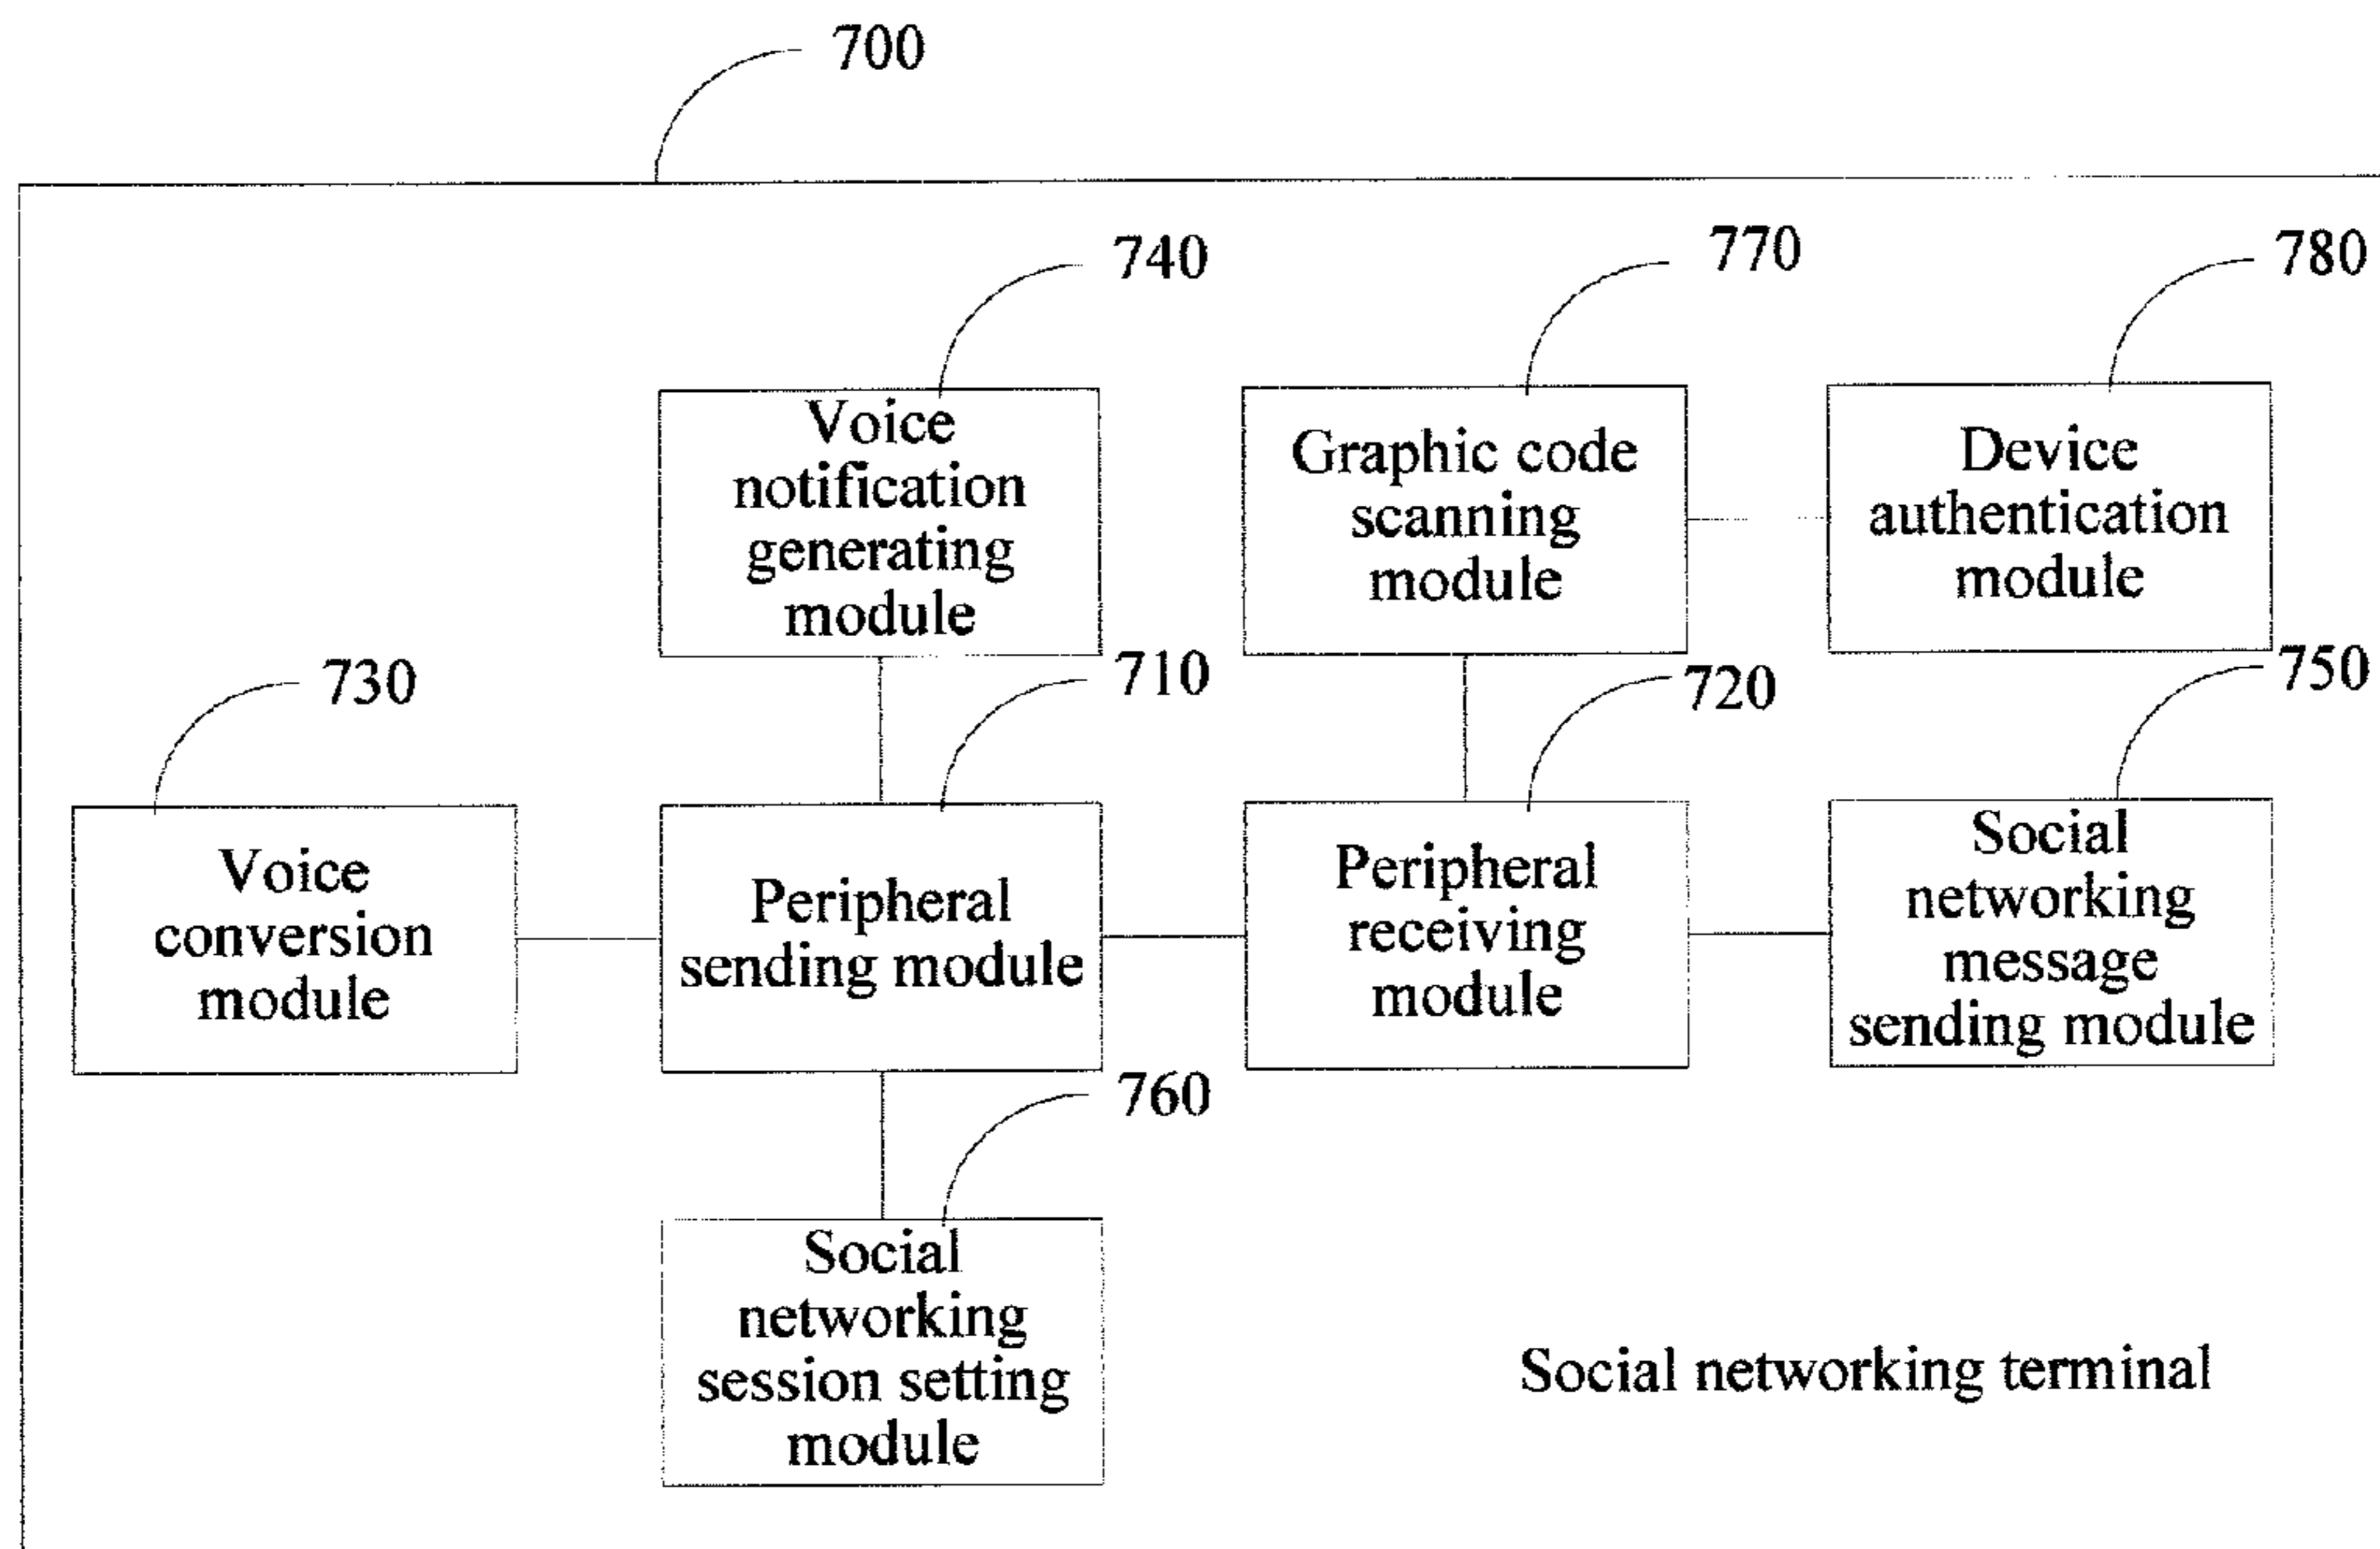 700
740
770
780
Voice
notification
generating
module
Graphic code
scanning
module
Device
authentication
module
730
710
720
750
Voice
conversion
module
Peripheral
sending module
Peripheral
receiving
module
Social
networking
message
sending module
760
Social
networking
session setting
module
Social networking terminal